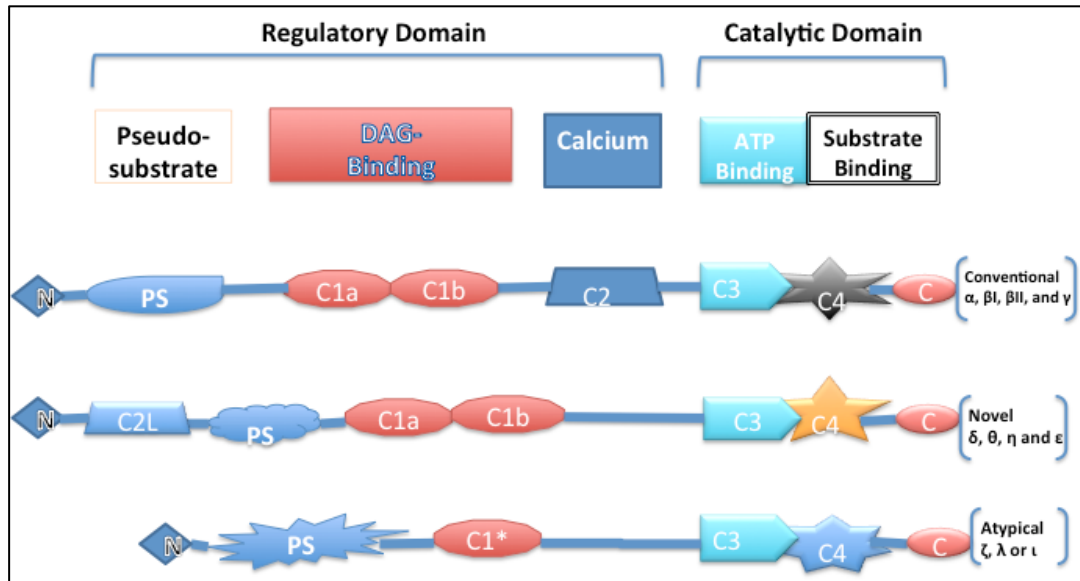 Regulatory Domain
Catalytic Domain
Pseudo-
substrate
DAG-
Binding
Calcium
ATP
Binding
Substrate
Binding
N
PS
C1a
C1b
C2
C3
C4
C
Conventional
α, βI, βII, and γ
N
C2L
PS
C1a
C1b
C3
C4
C
Novel
δ, θ, η and ε
N
PS
C1*
C3
C4
C
Atypical
ζ, λ or ι